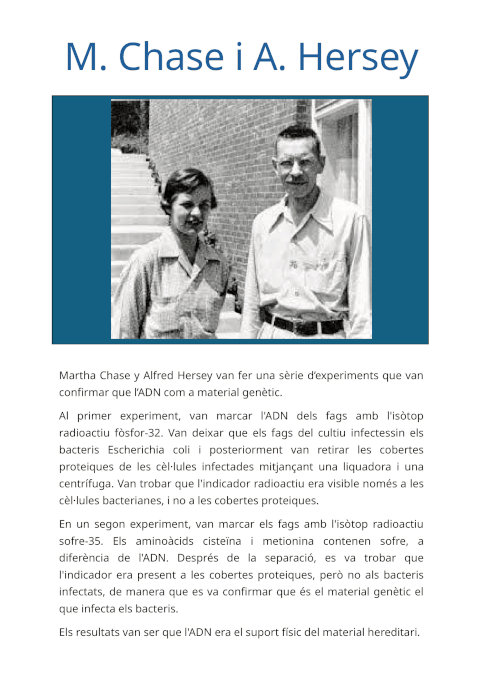 M. Chase i A. Hersey
Martha Chase y Alfred Hersey van fer una sèrie d'experiments que van
confirmar que l'ADN com a material genètic.
Al primer experiment, van marcar l'ADN dels fags amb l'isòtop
radioactiu fòsfor-32. Van deixar que els fags del cultiu infectessin els
bacteris Escherichia coli i posteriorment van retirar les cobertes
proteiques de les cèl·lules infectades mitjançant una liquadora i una
centrífuga. Van trobar que l'indicador radioactiu era visible només a les
cèl·lules bacterianes, i no a les cobertes proteiques.
En un segon experiment, van marcar els fags amb l'isòtop radioactiu
sofre-35. Els aminoàcids cisteïna i metionina contenen sofre, a
diferència de l'ADN. Després de la separació, es va trobar que
l'indicador era present a les cobertes proteiques, però no als bacteris
infectats, de manera que es va confirmar que és el material genètic el
que infecta els bacteris.
Els resultats van ser que l'ADN era el suport físic del material hereditari.